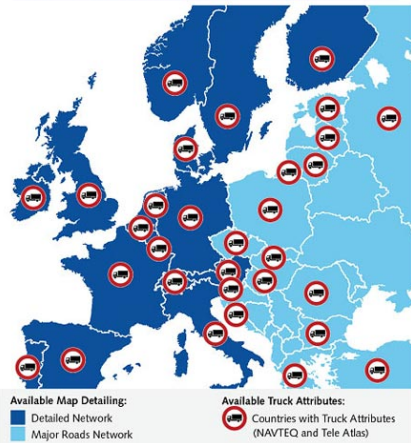 Available Map Detailing:
Detailed Network
Major Roads Network
Available Truck Attributes:
Countries with Truck Attributes
(NAVTEQ and Tele Atlas)